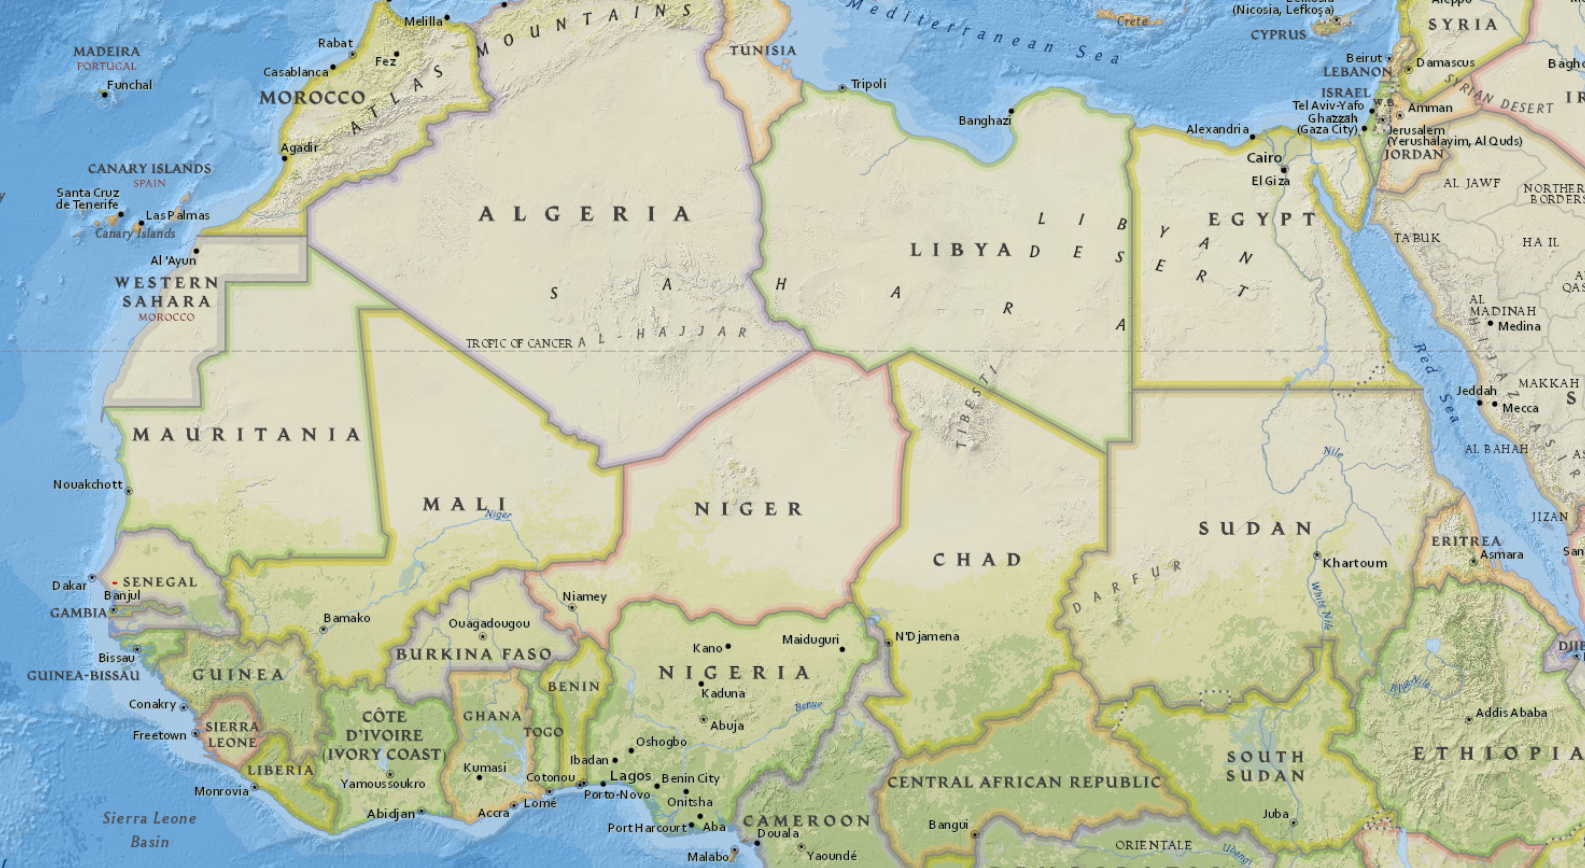 Melilla
ATLAS MOUNTAINS
Mediterranean Sea
Crete
(Nicosia, Lefkoşa)
CYPRUS
SYRIA
MADEIRA
PORTUGAL
Funchal
Rabat
Fez
Casablanca
MOROCCO
Agadir
TUNISIA
Tripoli
Banghazi
Alexandria
Cairo
El Giza
Beirut
LEBANON
Damascus
ISRAEL
W.B.
Tel Aviv-Yafo
Ghazzah
(Gaza City)
Amman
Jerusalem
(Yerushalayim, Al Quds)
JORDAN
SYRIAN DESERT
CANARY ISLANDS
SPAIN
Santa Cruz
de Tenerife
Las Palmas
Canary Islands
Al 'Ayun
WESTERN
SAHARA
MOROCCO
ALGERIA
LIBYA
LIBYAN
DESERT
EGYPT
SAHARA
AL-HAJJAR
TROPIC OF CANCER
TIBESTI
AL JAWF
NORTHER
BORDERS
TABUK
HA IL
AL
MADINAH
Medina
HIJAZ
Red Sea
MAKKAH
Jeddah
Mecca
ASIR
AL BAHAH
JIZAN
MAURITANIA
Nouakchott
MALI
Niger
NIGER
CHAD
SUDAN
Nile
DARFUR
Khartoum
White Nile
ERITREA
Asmara
Dakar
SENEGAL
Banjul
GAMBIA
Bissau
GUINEA-BISSAU
Bamako
Niamey
Ouagadougou
BURKINA FASO
GUINEA
Conakry
Freetown
SIERRA
LEONE
LIBERIA
Monrovia
CÔTE
D'IVOIRE
(IVORY COAST)
Yamoussoukro
Abidjan
GHANA
Kumasi
Accra
TOGO
Lomé
BENIN
Cotonou
Porto-Novo
NIGERIA
Kano
Maiduguri
Kaduna
Abuja
Benue
Oshogbo
Ibadan
Lagos
Benin City
Onitsha
Port Harcourt
Aba
N'Djamena
CAMEROON
Douala
Yaoundé
Malabo
CENTRAL AFRICAN REPUBLIC
Bangui
ORIENTALE
Ubangi
SOUTH
SUDAN
Juba
Blue Nile
Addis Ababa
ETHIOPIA
Sierra Leone
Basin